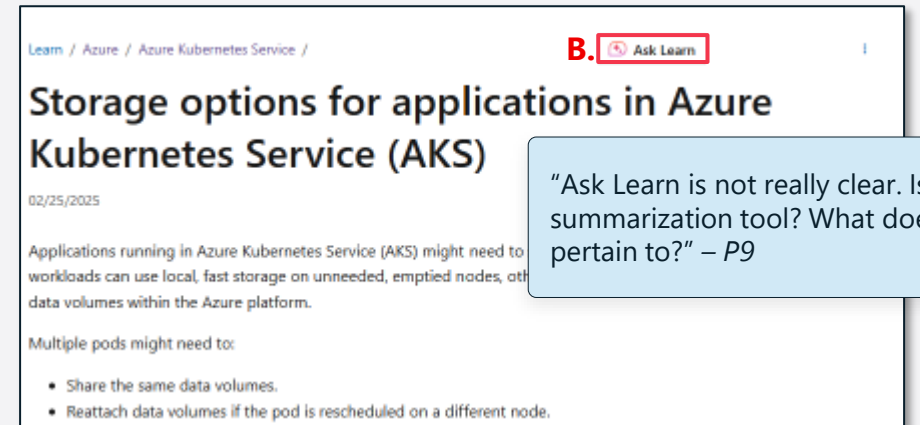 Learn / Azure / Azure Kubernetes Service /
B. Ask Learn
Storage options for applications in Azure
Kubernetes Service (AKS)
02/25/2025
Applications running in Azure Kubernetes Service (AKS) might need to
workloads can use local, fast storage on unneeded, emptied nodes,
data volumes within the Azure platform.
“Ask Learn is not really clear.
summarization tool? What
pertain to?” – P9
Multiple pods might need to:
• Share the same data volumes.
• Reattach data volumes if the pod is rescheduled on a different node.